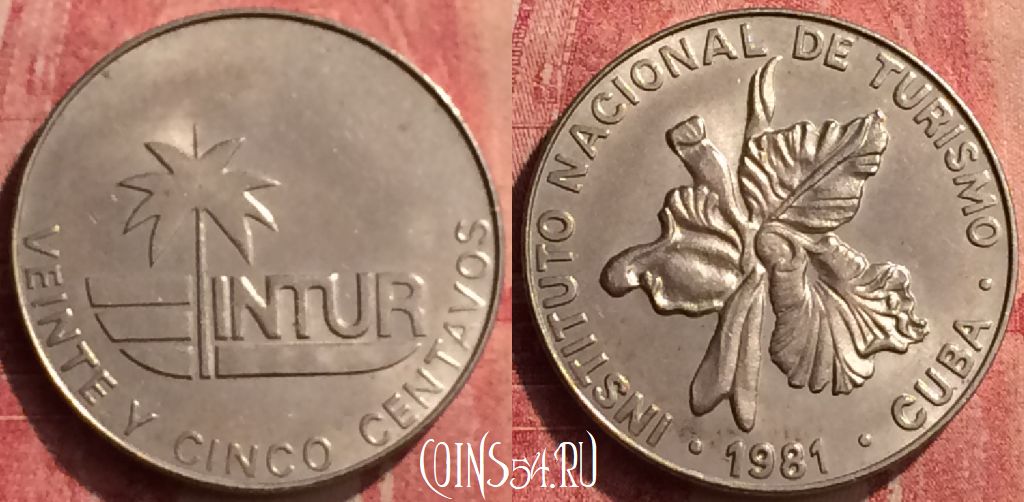 INTUR
VEINTE Y CINCO CENTAVOS
INSTITUTO NACIONAL DE TURISMO · CUBA ·
· 1981 ·
COINS54.RU